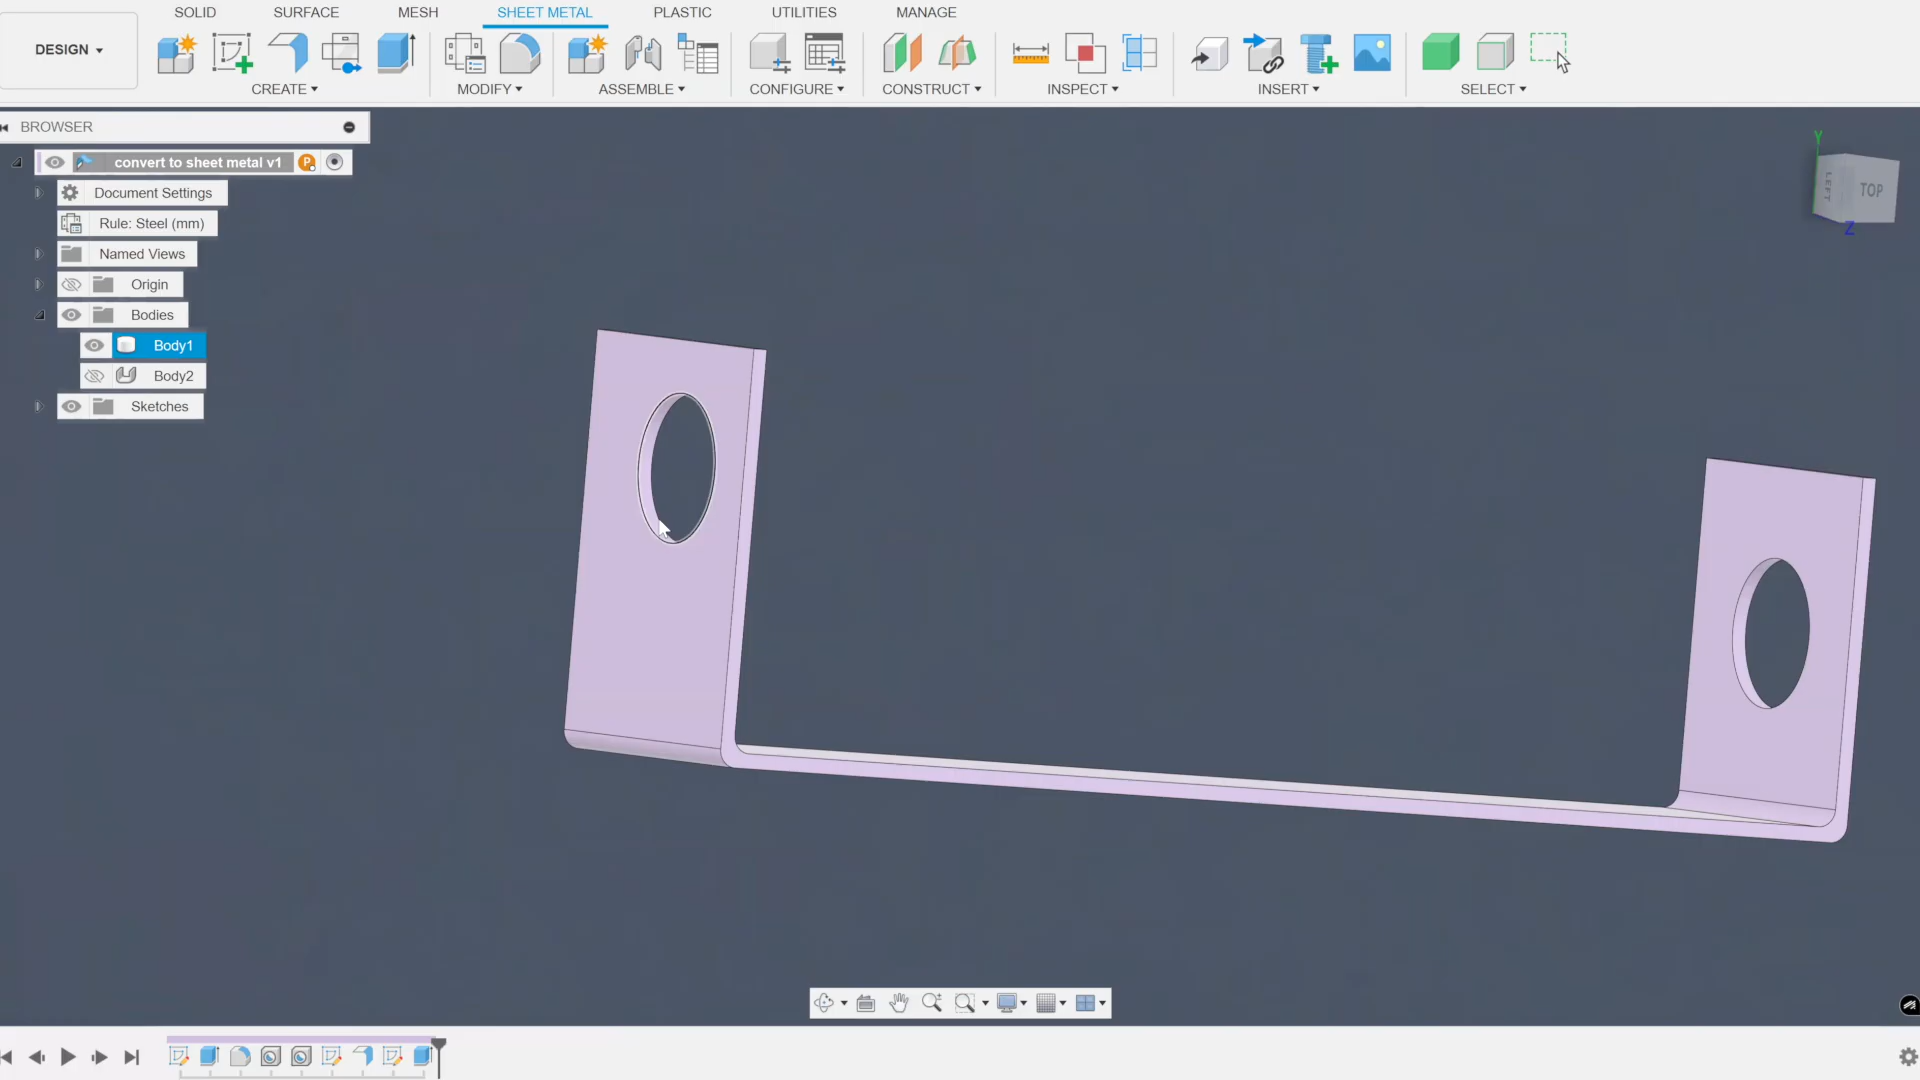 SOLID SURFACE MESH SHEET METAL PLASTIC UTILITIES MANAGE
DESIGN
CREATE MODIFY ASSEMBLE CONFIGURE CONSTRUCT INSPECT INSERT SELECT
BROWSER
convert to sheet metal v1 P
Document Settings
Rule: Steel (mm)
Named Views
Origin
Bodies
Body1
Body2
Sketches
Y
LEFT TOP
Z